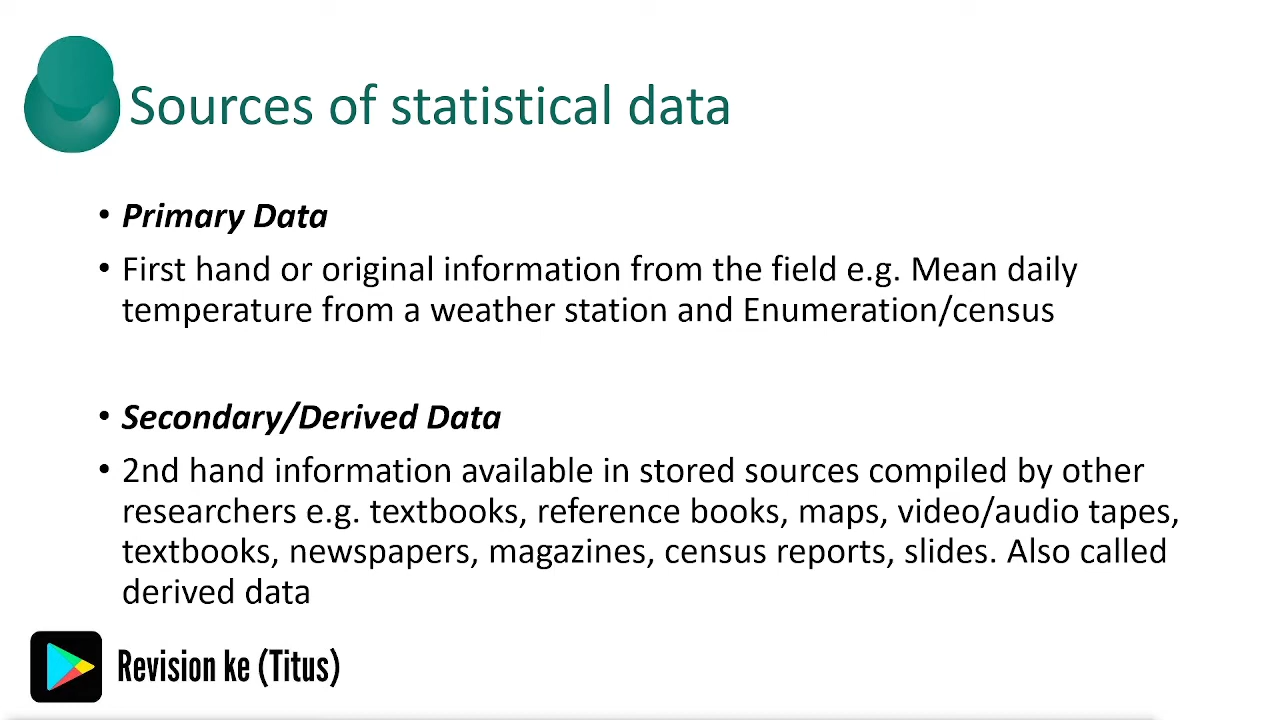 Sources of statistical data
• Primary Data
• First hand or original information from the field e.g. Mean daily
temperature from a weather station and Enumeration/census
• Secondary/Derived Data
• 2nd hand information available in stored sources compiled by other
researchers e.g. textbooks, reference books, maps, video/audio tapes,
textbooks, newspapers, magazines, census reports, slides. Also called
derived data
Revision ke (Titus)